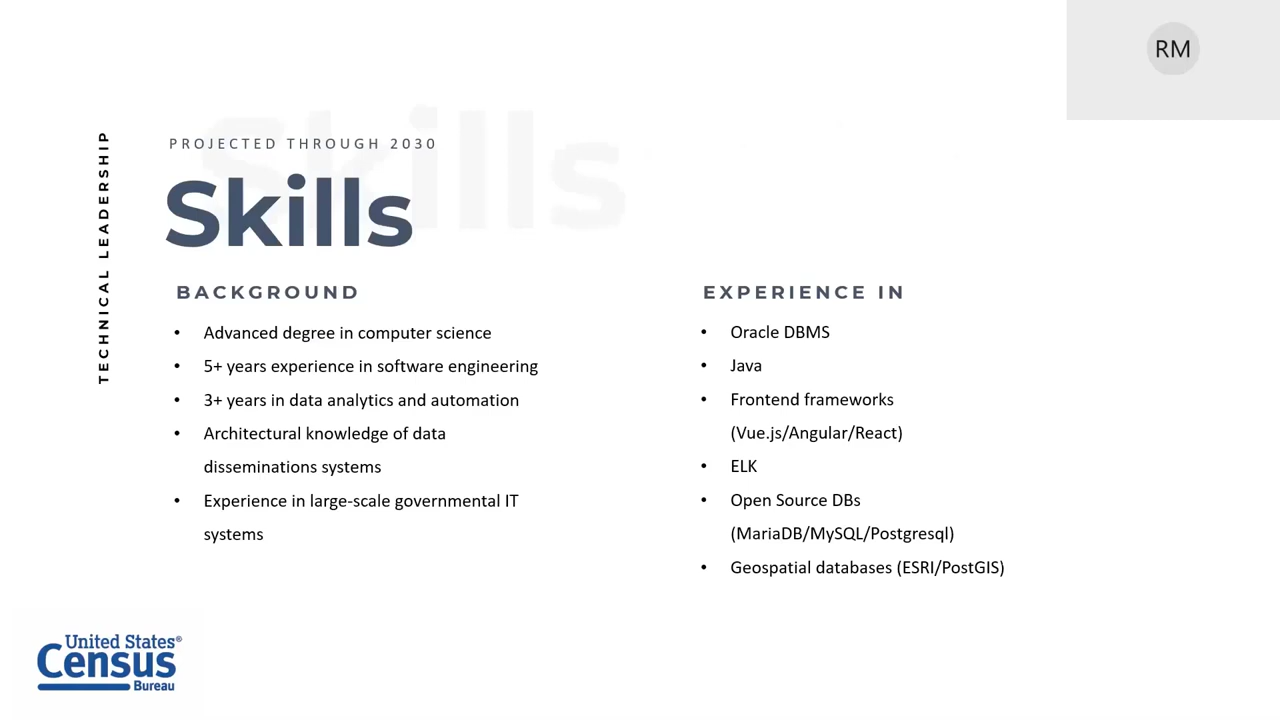 RM
Skills
TECHNICAL LEADERSHIP
PROJECTED THROUGH 2030
Skills
BACKGROUND
• Advanced degree in computer science
• 5+ years experience in software engineering
• 3+ years in data analytics and automation
• Architectural knowledge of data
disseminations systems
• Experience in large-scale governmental IT
systems
EXPERIENCE IN
• Oracle DBMS
• Java
• Frontend frameworks
(Vue.js/Angular/React)
• ELK
• Open Source DBs
(MariaDB/MySQL/Postgresql)
• Geospatial databases (ESRI/PostGIS)
United States®
Census
Bureau